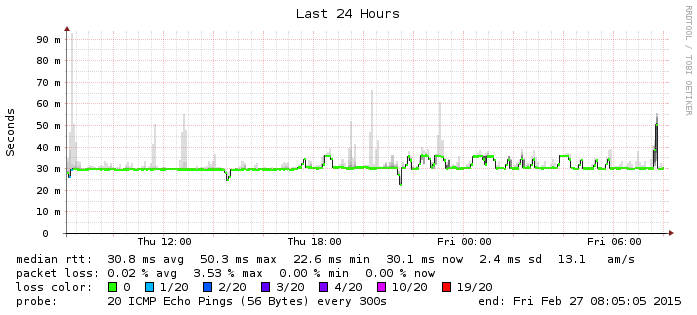 Last 24 Hours
RRDTOOL / TOBI OETIKER
Seconds
90 m
80 m
70 m
60 m
50 m
40 m
30 m
20 m
10 m
0
Thu 12:00 Thu 18:00 Fri 00:00 Fri 06:00
median rtt: 30.8 ms avg 50.3 ms max 22.6 ms min 30.1 ms now 2.4 ms sd 13.1 am/s
packet loss: 0.02 % avg 3.53 % max 0.00 % min 0.00 % now
loss color: 0 1/20 2/20 3/20 4/20 10/20 19/20
probe: 20 ICMP Echo Pings (56 Bytes) every 300s end: Fri Feb 27 08:05:05 2015